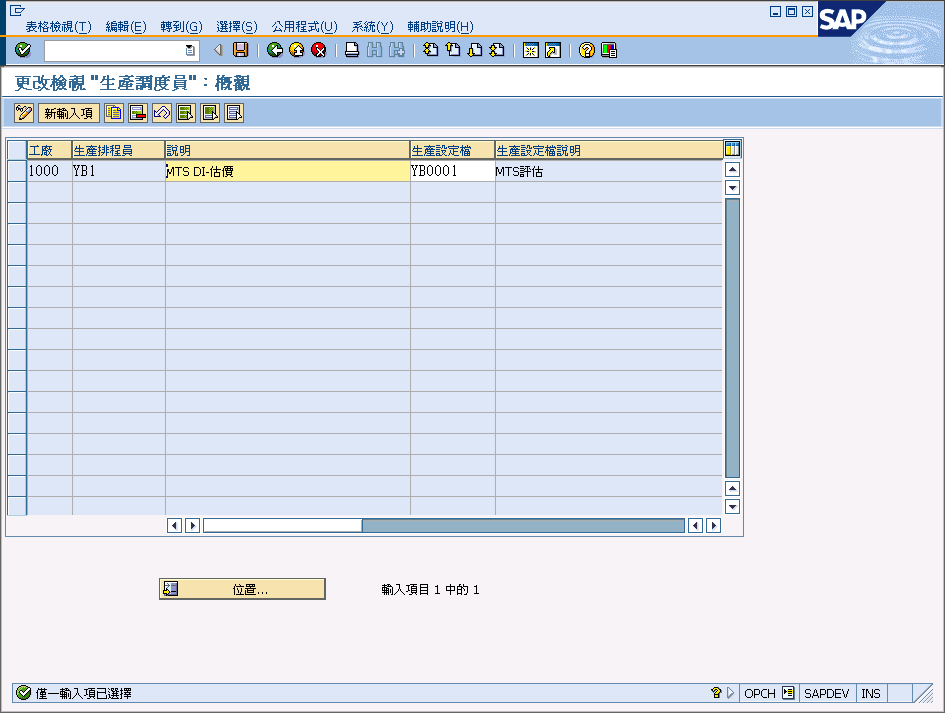 表格檢視(T) 編輯(E) 轉到(G) 選擇(S) 公用程式(U) 系統(Y) 輔助說明(H)
SAP
更改檢視 "生產調度員"：概觀
新輸入項
工廠 生產排程員 說明 生產設定檔 生產設定檔說明
1000 YB1 MTS DI-估價 YB0001 MTS評估
位置... 輸入項目 1 中的 1
僅一輸入項已選擇 OPCH SAPDEV INS